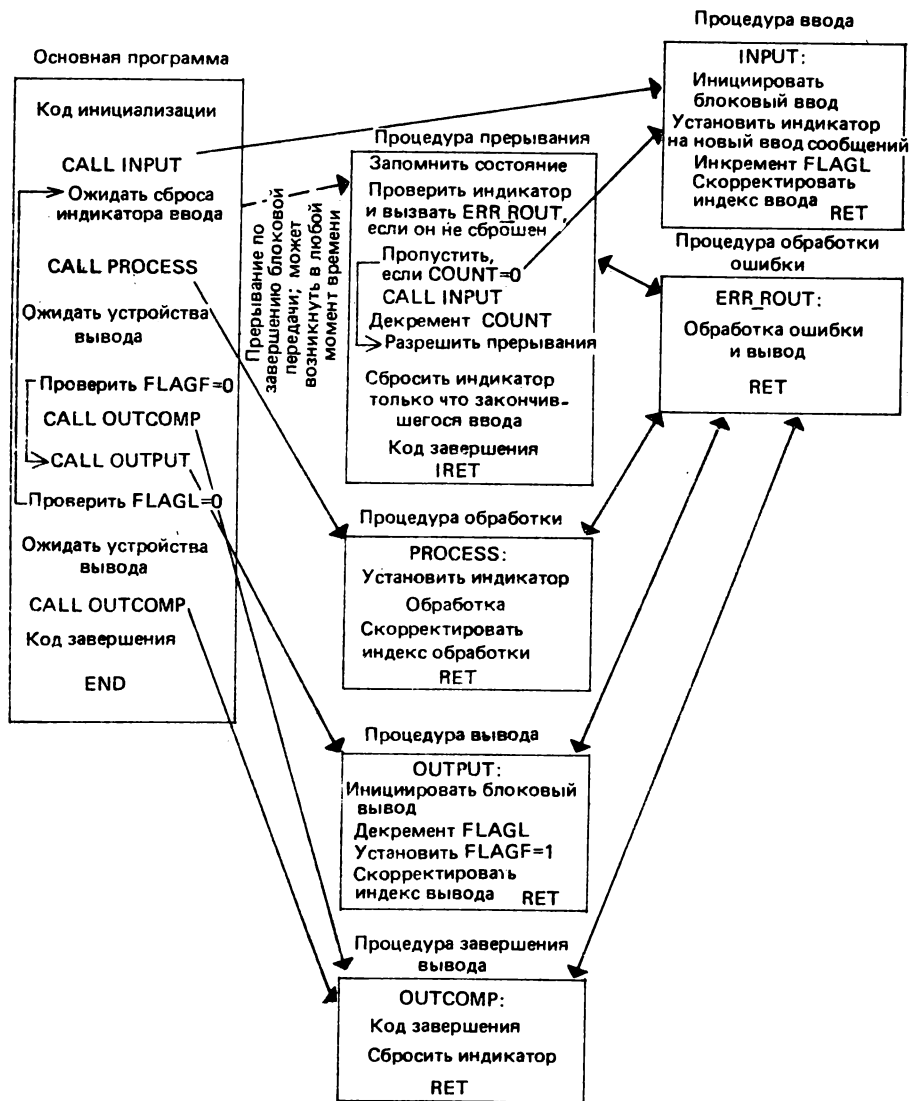 Основная программа
Код инициализации
CALL INPUT
Ожидать сброса
индикатора ввода
CALL PROCESS
Ожидать устройства
вывода
Проверить FLAGF=0
CALL OUTCOMP
CALL OUTPUT
Проверить FLAGL=0
Ожидать устройства
вывода
CALL OUTCOMP
Код завершения
END
Прерывание по
завершению блоковой
передачи; может
возникнуть в любой
момент времени
Процедура прерывания
Запомнить состояние
Проверить индикатор
и вызвать ERR_ROUT,
если он не сброшен
Пропустить,
если COUNT=0
CALL INPUT
Декремент COUNT
Разрешить прерывания
Сбросить индикатор
только что закончив-
шегося ввода
Код завершения
IRET
Процедура ввода
INPUT:
Инициировать
блоковый ввод
Установить индикатор
на новый ввод сообщений
Инкремент FLAGL
Скорректировать
индекс ввода
RET
Процедура обработки
ошибки
ERR_ROUT:
Обработка ошибки
и вывод
RET
Процедура обработки
PROCESS:
Установить индикатор
Обработка
Скорректировать
индекс обработки
RET
Процедура вывода
OUTPUT:
Инициировать блоковый
вывод
Декремент FLAGL
Установить FLAGF=1
Скорректировать
индекс вывода RET
Процедура завершения
вывода
OUTCOMP:
Код завершения
Сбросить индикатор
RET